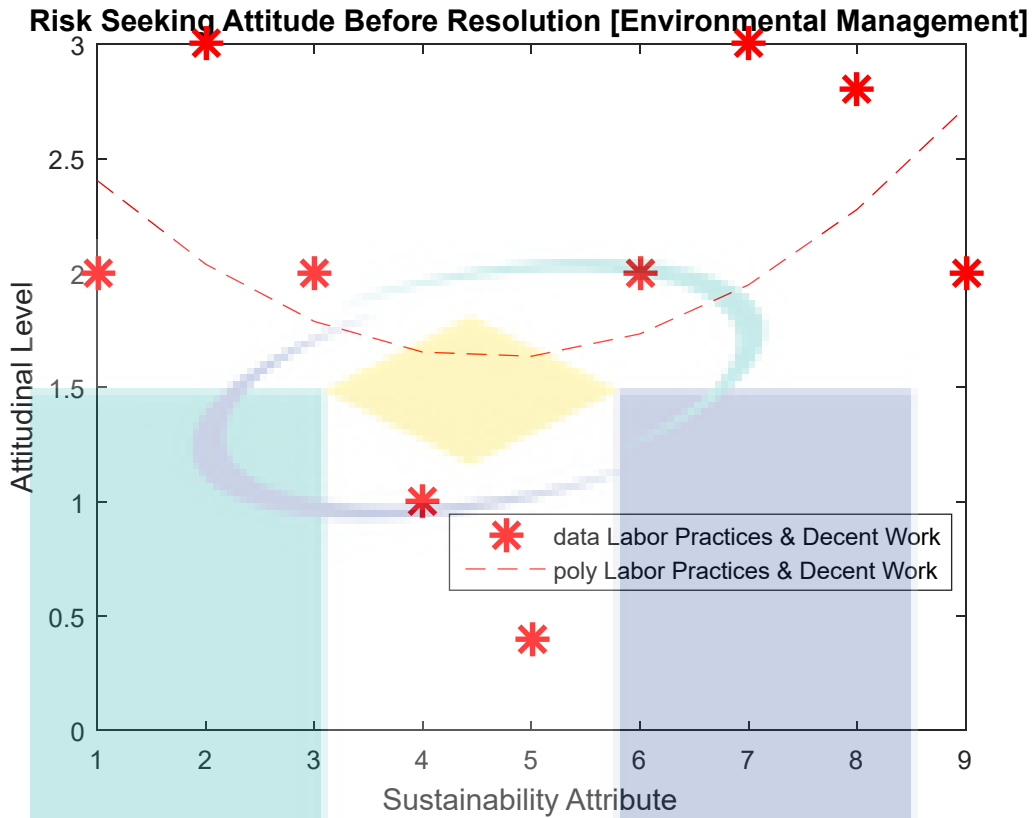 Risk Seeking Attitude Before Resolution [Environmental Management]
3
2.5
2
1.5
1
0.5
0
Attitudinal Level
data Labor Practices & Decent Work
poly Labor Practices & Decent Work
1 2 3 4 5 6 7 8 9
Sustainability Attribute